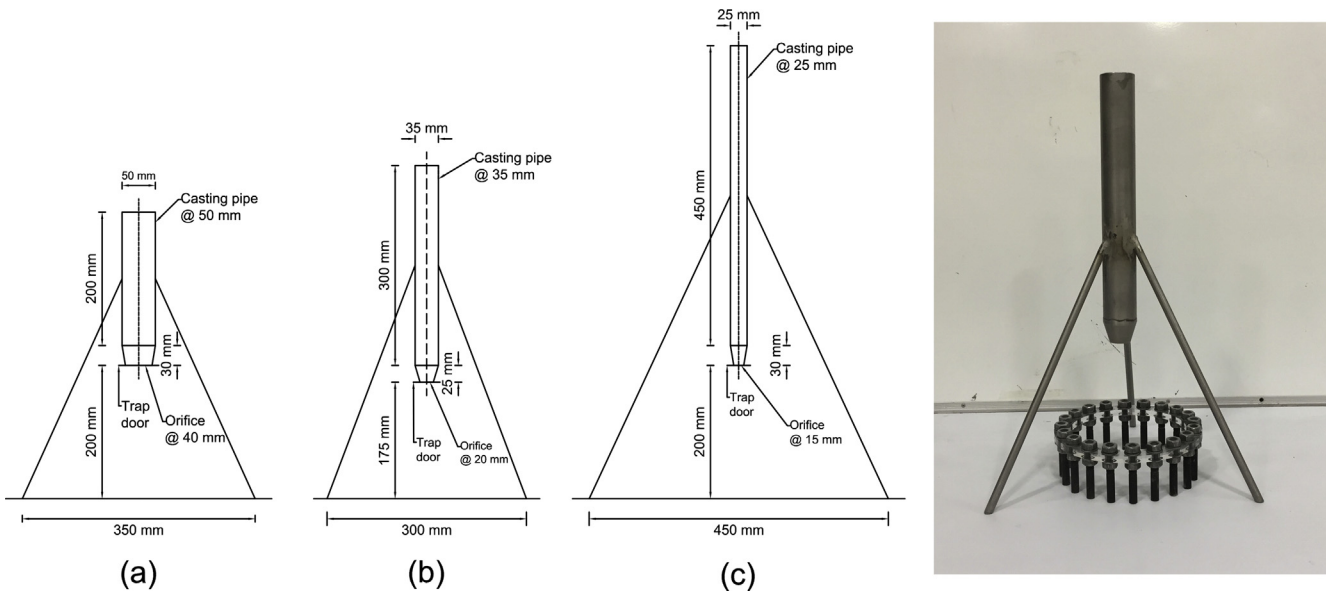 50 mm
Casting pipe
@ 50 mm
200 mm
30 mm
200 mm
Trap
door
Orifice
@ 40 mm
350 mm
(a)
35 mm
Casting pipe
@ 35 mm
300 mm
25 mm
175 mm
Trap
door
Orifice
@ 20 mm
300 mm
(b)
25 mm
Casting pipe
@ 25 mm
450 mm
30 mm
200 mm
Trap
door
Orifice
@ 15 mm
450 mm
(c)